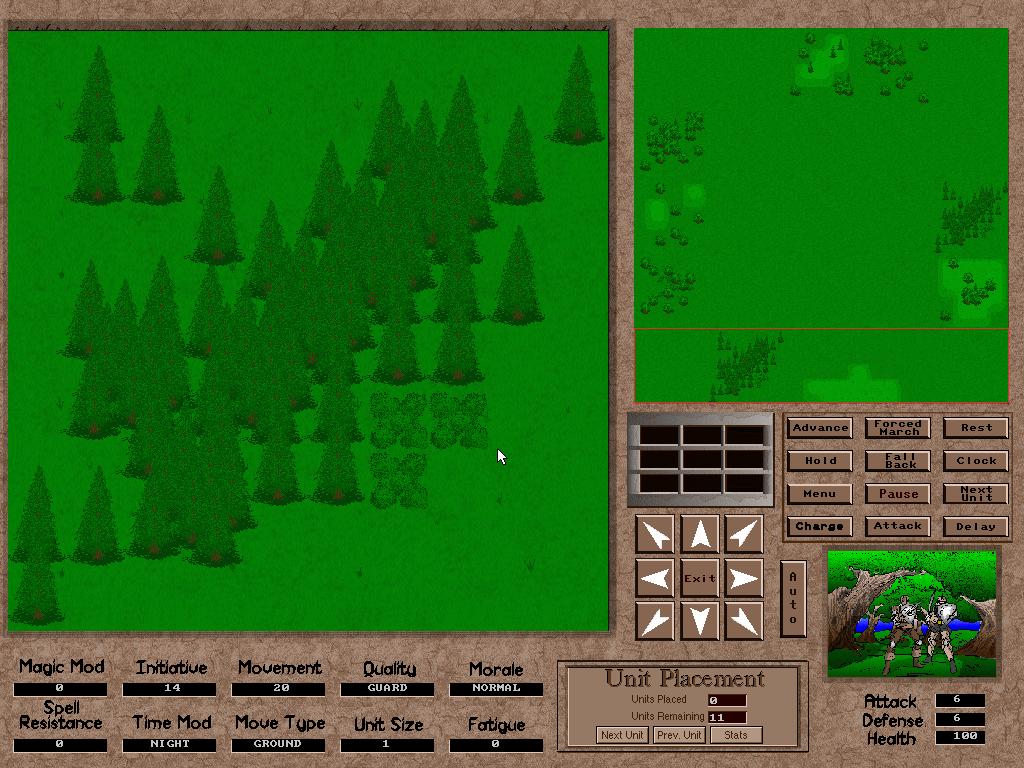 Advance
Forced
March
Rest
Hold
Fall
Back
Clock
Menu
Pause
Next
Unit
Charge
Attack
Delay
Exit
Auto
Magic Mod
0
Initiative
14
Movement
20
Quality
GUARD
Morale
NORMAL
Spell
Resistance
0
Time Mod
NIGHT
Move Type
GROUND
Unit Size
1
Fatigue
0
Unit Placement
Units Placed 0
Units Remaining 11
Next Unit Prev. Unit Stats
Attack 6
Defense 6
Health 100